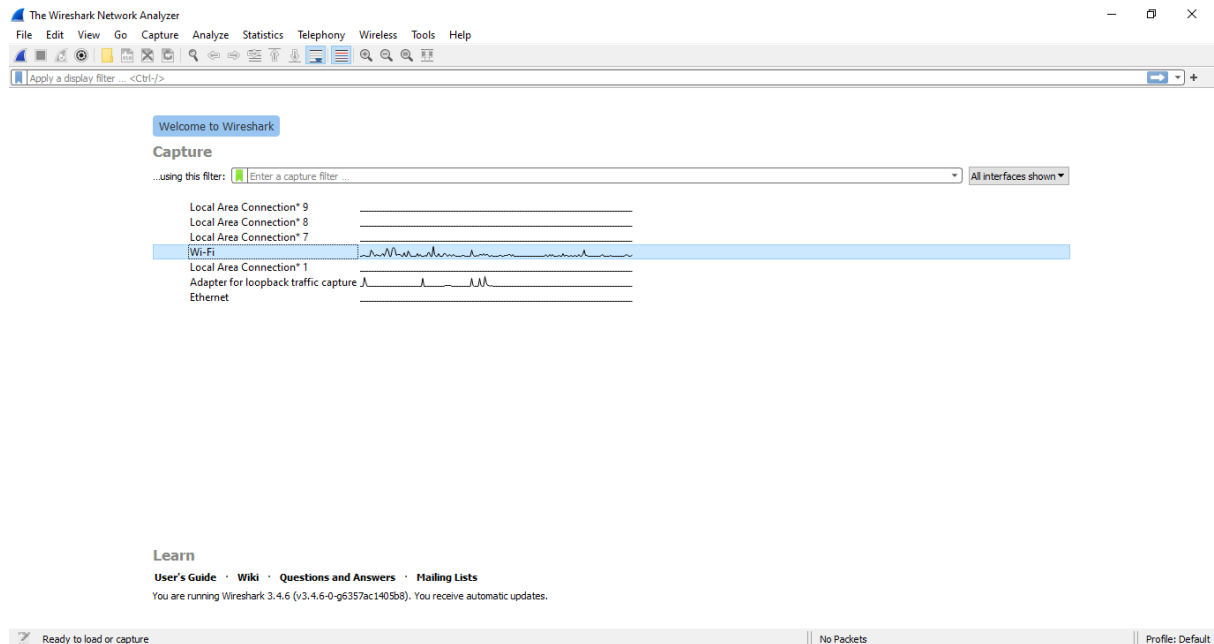 The Wireshark Network Analyzer
File Edit View Go Capture Analyze Statistics Telephony Wireless Tools Help
Apply a display filter ... <Ctrl-/>
Welcome to Wireshark
Capture
...using this filter: Enter a capture filter ... All interfaces shown
Local Area Connection* 9
Local Area Connection* 8
Local Area Connection* 7
Wi-Fi
Local Area Connection* 1
Adapter for loopback traffic capture
Ethernet
Learn
User's Guide · Wiki · Questions and Answers · Mailing Lists
You are running Wireshark 3.4.6 (v3.4.6-0-g6357ac1405b8). You receive automatic updates.
Ready to load or capture No Packets Profile: Default